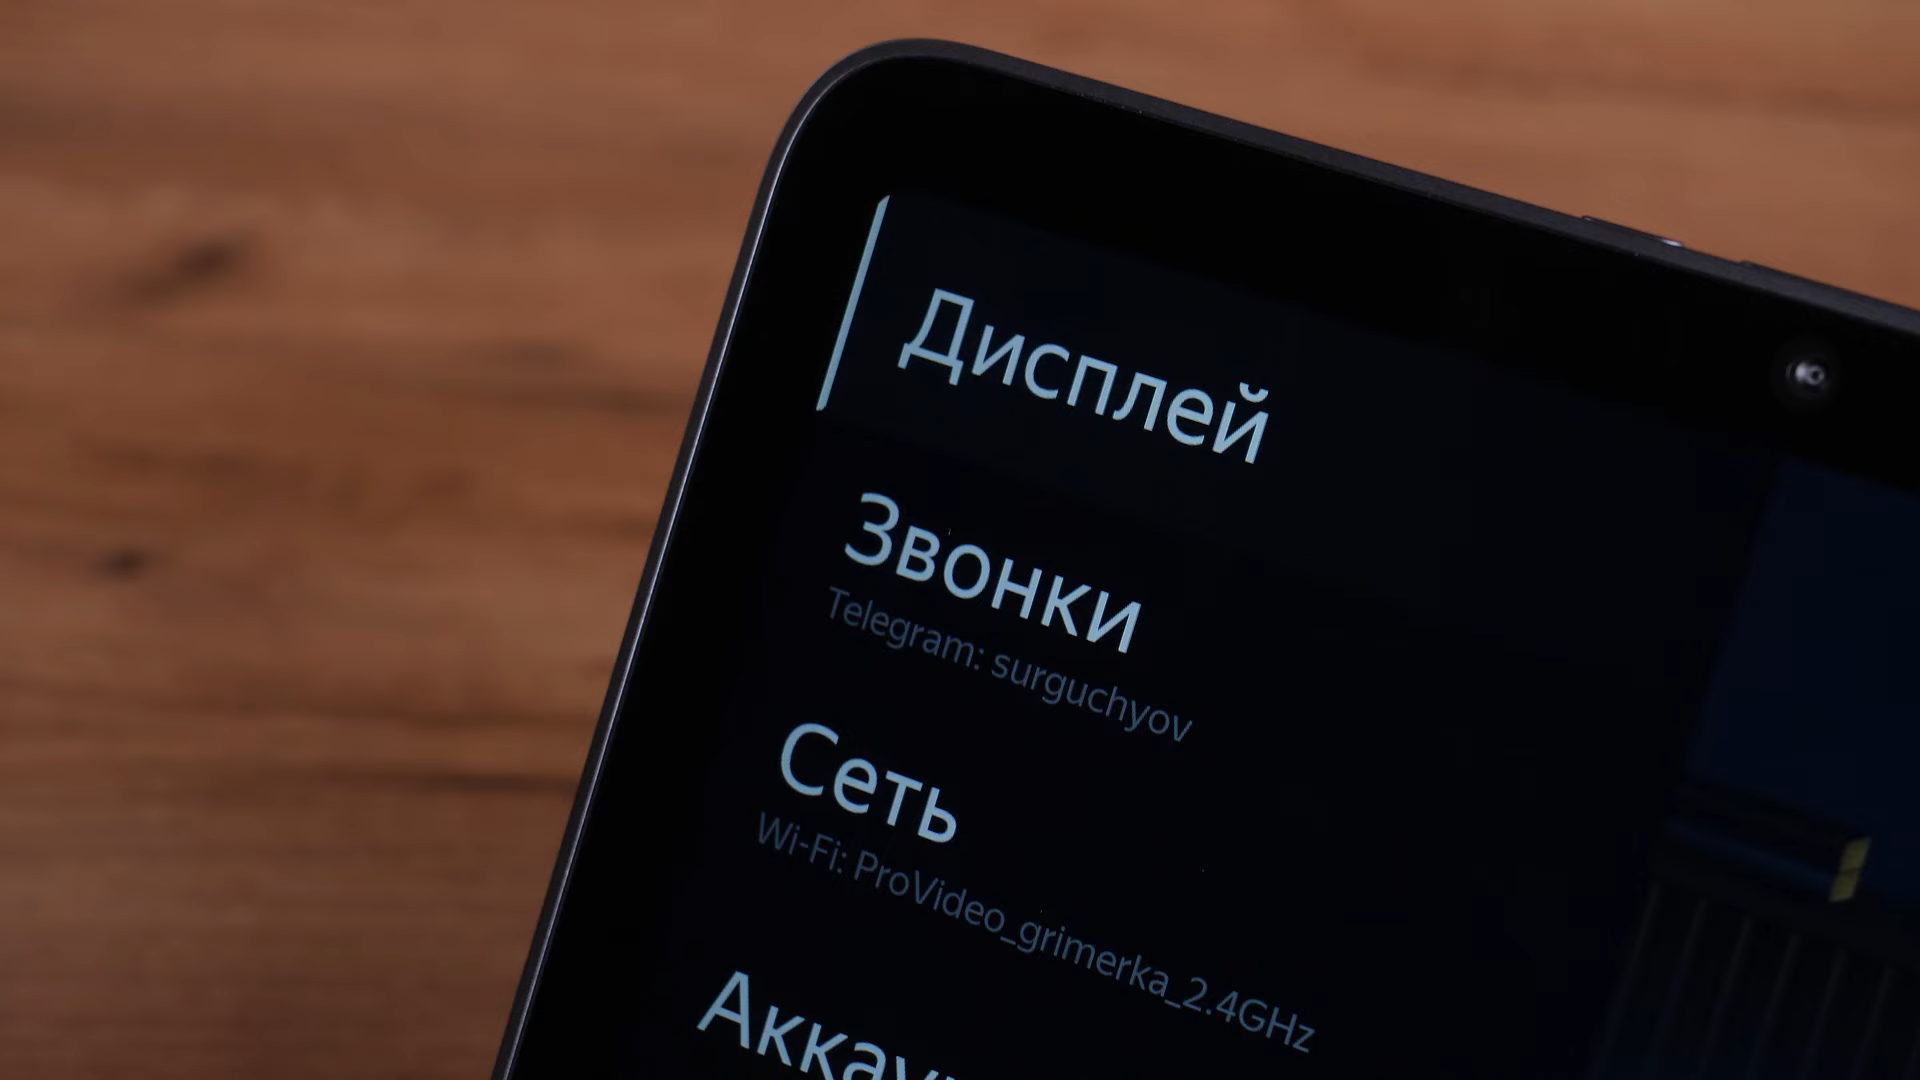 Дисплей
Звонки
Telegram: surguchyov
Сеть
Wi-Fi: ProVideo_grimerka_2.4GHz